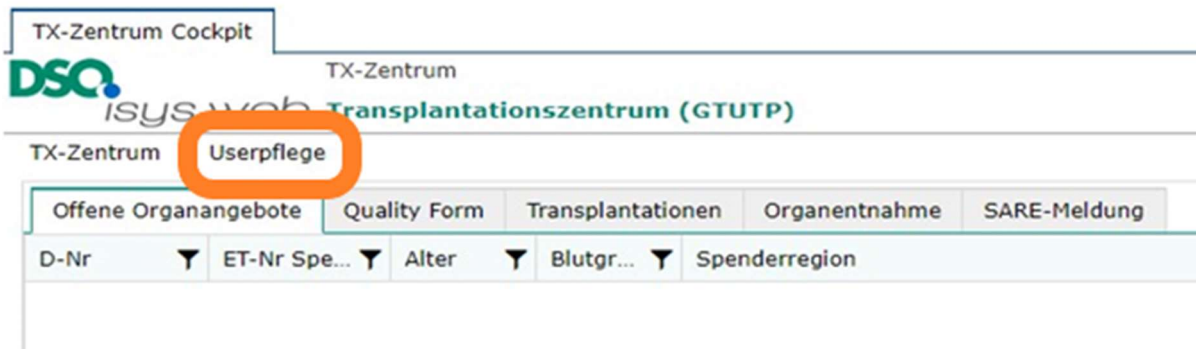 TX-Zentrum Cockpit
DSO
TX-Zentrum
isys web
Transplantationszentrum (GTUTP)
TX-Zentrum Userpflege
Offene Organangebote Quality Form Transplantationen Organentnahme SARE-Meldung
D-Nr ET-Nr Spe... Alter Blutgr... Spenderregion